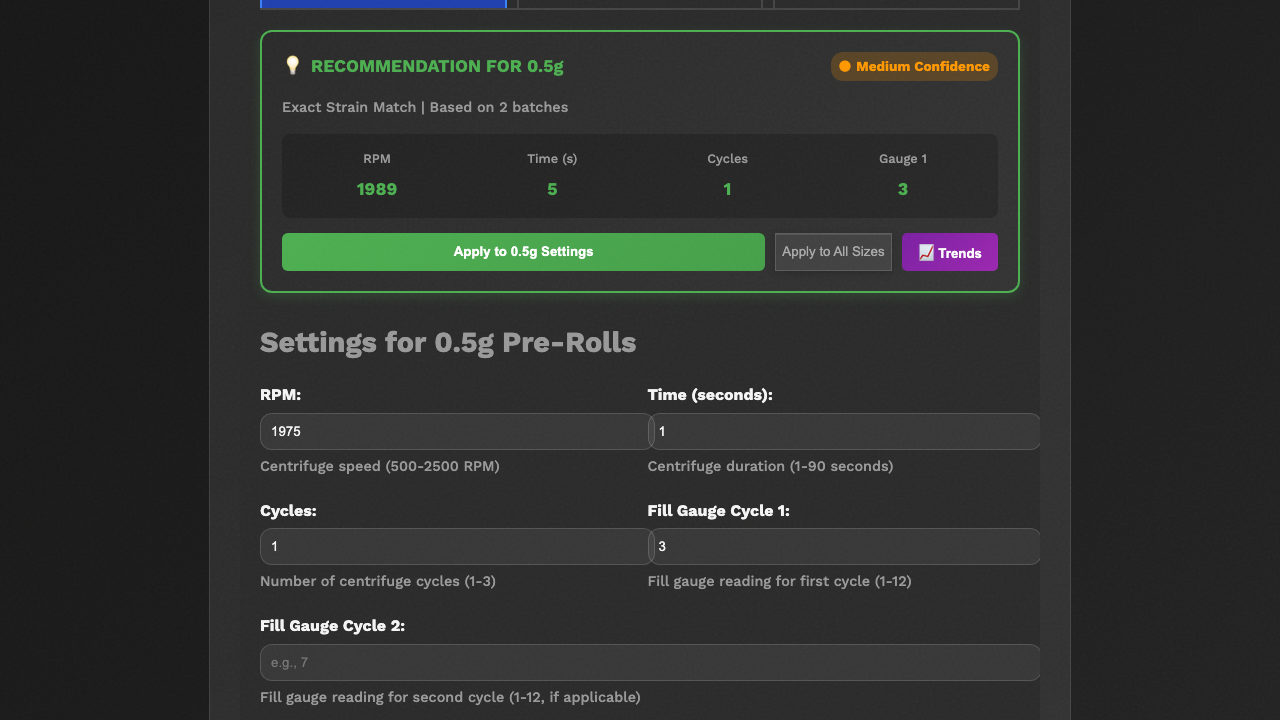 RECOMMENDATION FOR 0.5g
Medium Confidence
Exact Strain Match | Based on 2 batches
RPM Time (s) Cycles Gauge 1
1989 5 1 3
Apply to 0.5g Settings Apply to All Sizes Trends
Settings for 0.5g Pre-Rolls
RPM: Time (seconds):
1975 1
Centrifuge speed (500-2500 RPM) Centrifuge duration (1-90 seconds)
Cycles: Fill Gauge Cycle 1:
1 3
Number of centrifuge cycles (1-3) Fill gauge reading for first cycle (1-12)
Fill Gauge Cycle 2:
e.g., 7
Fill gauge reading for second cycle (1-12, if applicable)